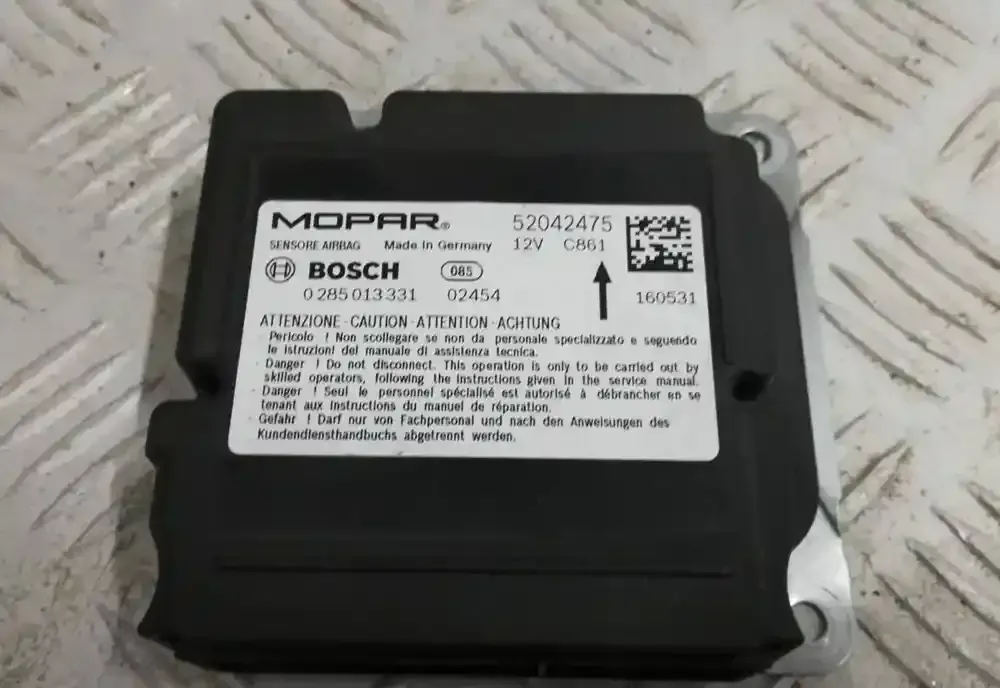 MOPAR® 52042475
SENSORE AIRBAG Made in Germany 12V C861
BOSCH 085
0 285 013 331 02454 160531
ATTENZIONE - CAUTION - ATTENTION - ACHTUNG
- Pericolo ! Non scollegare se non da personale specializzato e seguendo
le istruzioni del manuale di assistenza tecnica.
- Danger ! Do not disconnect. This operation is only to be carried out by
skilled operators, following the instructions given in the service manual.
- Danger ! Seul le personnel spécialisé est autorisé à débrancher en se
tenant aux instructions du manuel de réparation.
- Gefahr ! Darf nur von Fachpersonal und nach den Anweisungen des
Kundendiensthandbuchs abgetrennt werden.